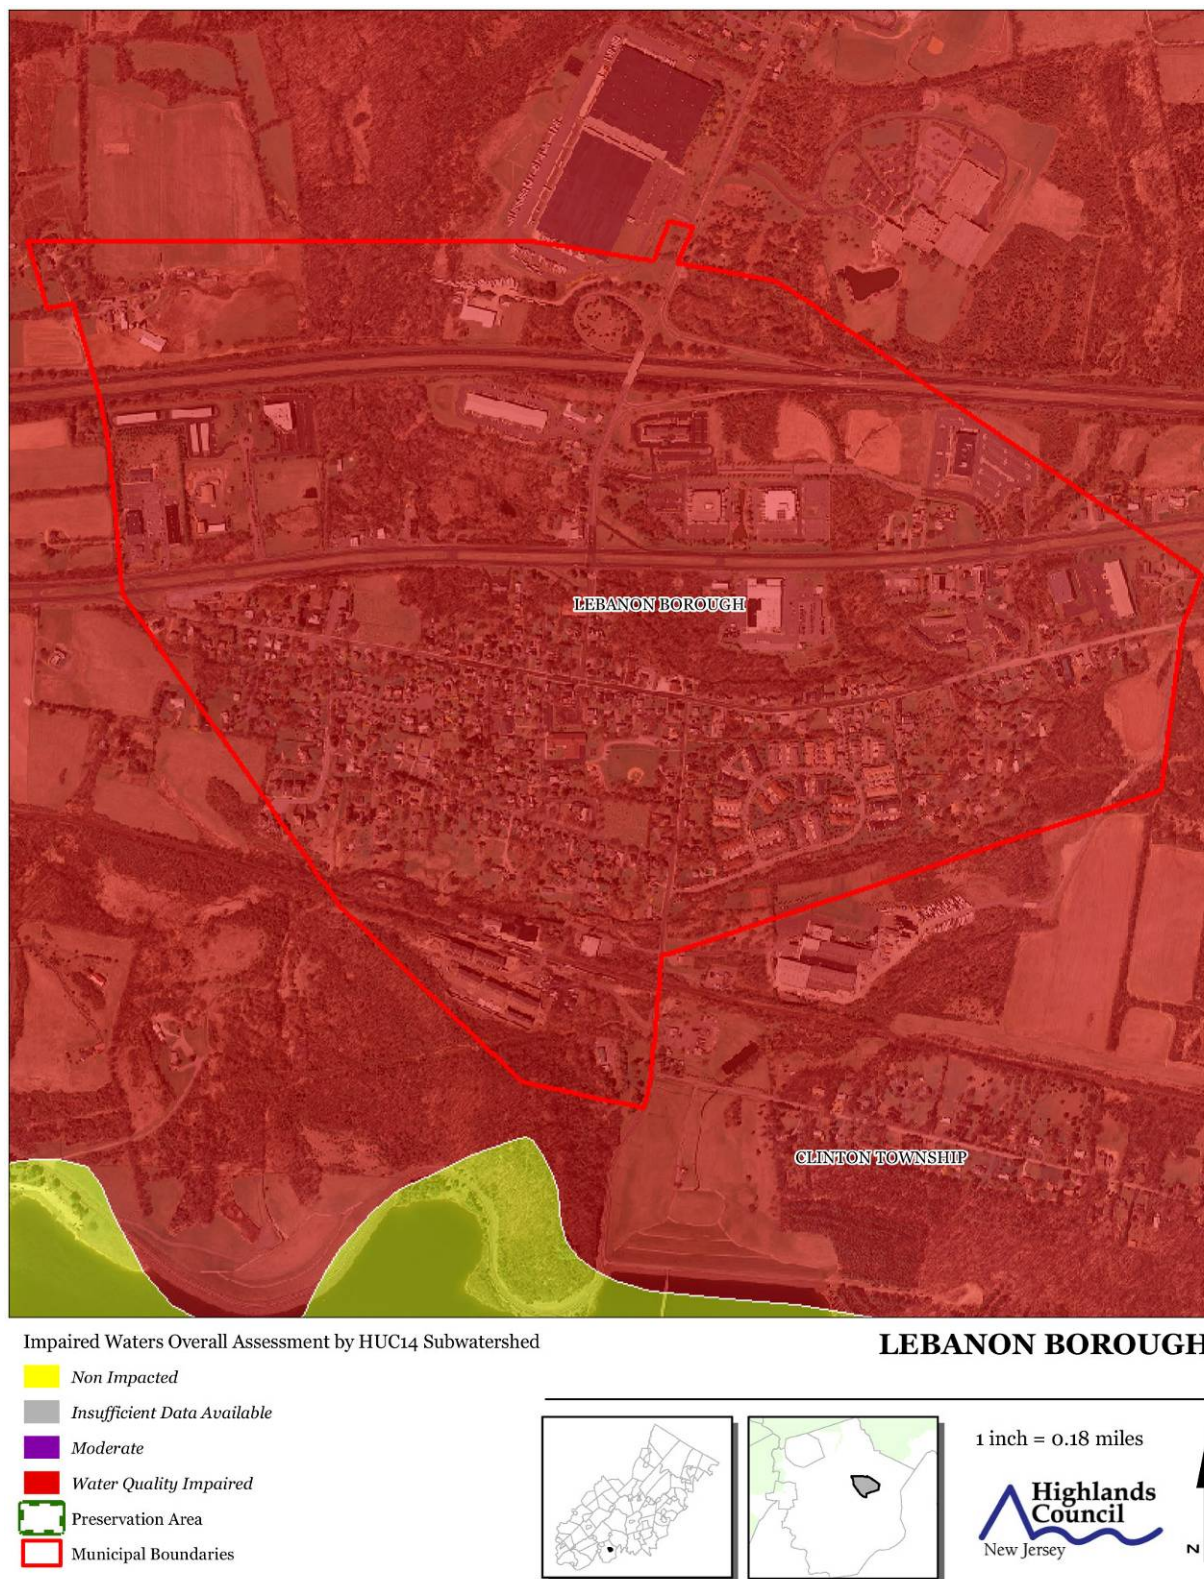 LEBANON BOROUGH
CLINTON TOWNSHIP
Impaired Waters Overall Assessment by HUC14 Subwatershed
Non Impacted
Insufficient Data Available
Moderate
Water Quality Impaired
Preservation Area
Municipal Boundaries
LEBANON BOROUGH
1 inch = 0.18 miles
Highlands
Council
New Jersey
N